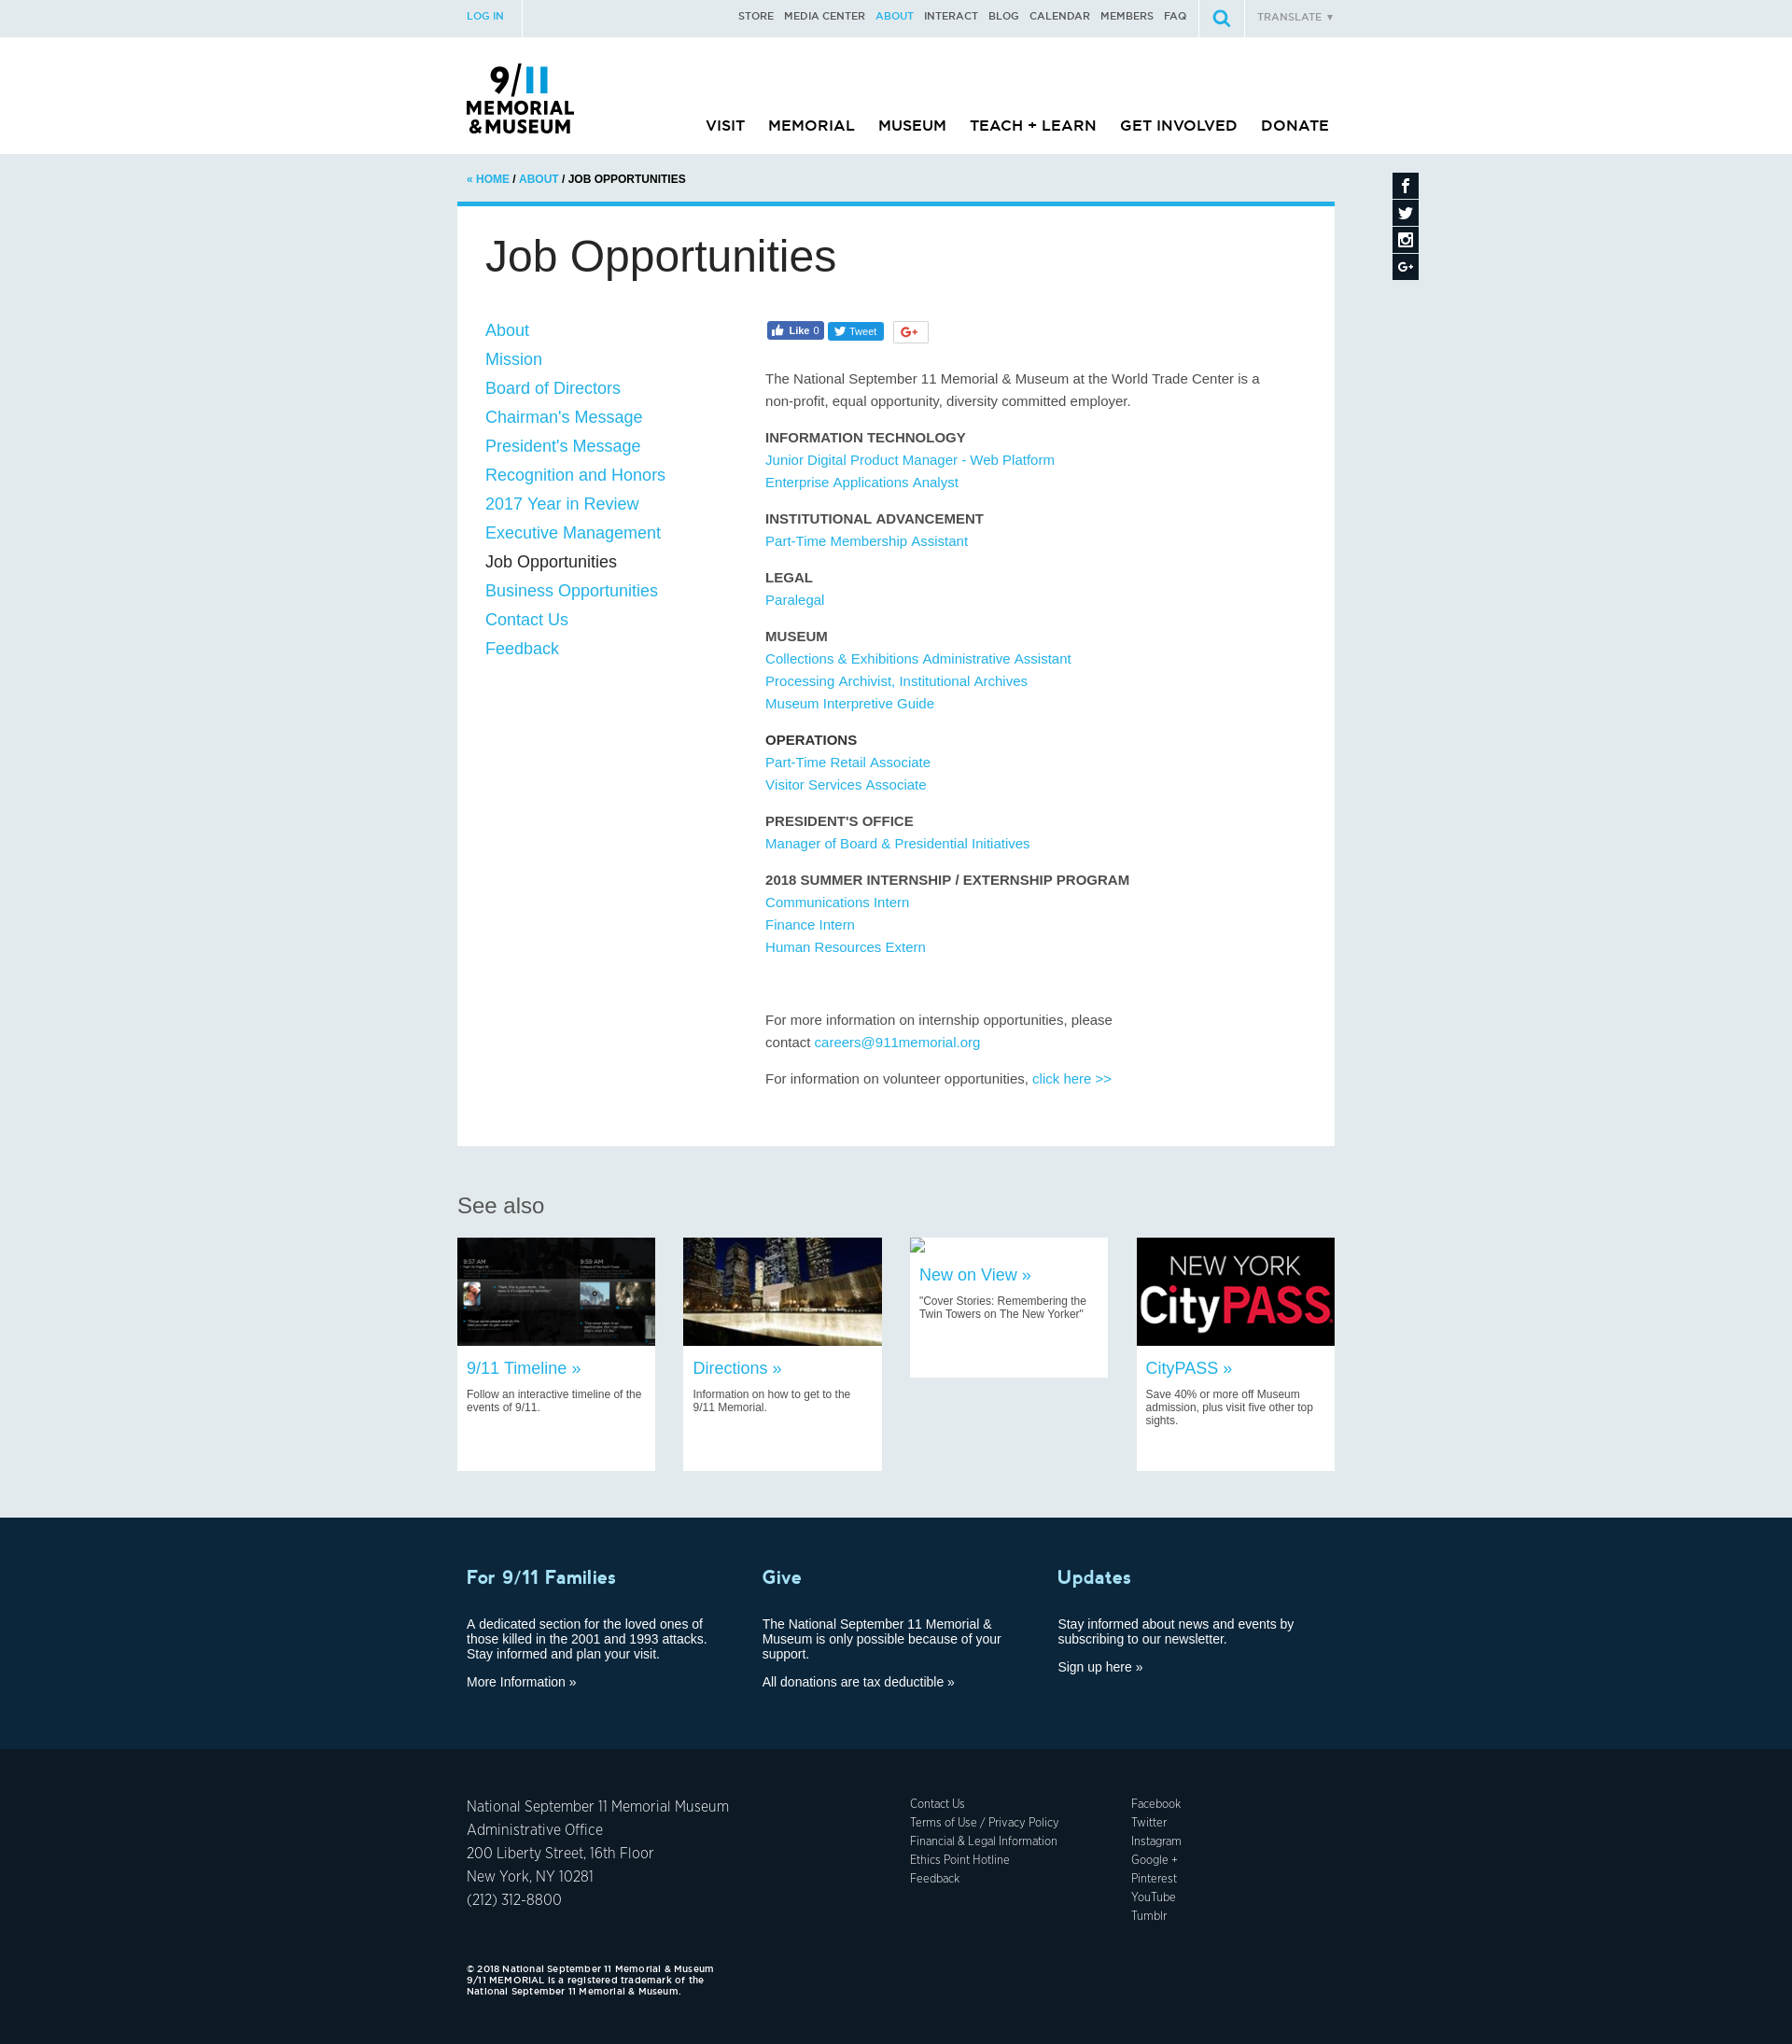 LOG IN
STORE MEDIA CENTER ABOUT INTERACT BLOG CALENDAR MEMBERS FAQ
TRANSLATE ▼
9/11
MEMORIAL
&MUSEUM
VISIT MEMORIAL MUSEUM TEACH + LEARN GET INVOLVED DONATE
« HOME / ABOUT / JOB OPPORTUNITIES
Job Opportunities
About
Mission
Board of Directors
Chairman's Message
President's Message
Recognition and Honors
2017 Year in Review
Executive Management
Job Opportunities
Business Opportunities
Contact Us
Feedback
Like 0
Tweet
G+
The National September 11 Memorial & Museum at the World Trade Center is a
non-profit, equal opportunity, diversity committed employer.
INFORMATION TECHNOLOGY
Junior Digital Product Manager - Web Platform
Enterprise Applications Analyst
INSTITUTIONAL ADVANCEMENT
Part-Time Membership Assistant
LEGAL
Paralegal
MUSEUM
Collections & Exhibitions Administrative Assistant
Processing Archivist, Institutional Archives
Museum Interpretive Guide
OPERATIONS
Part-Time Retail Associate
Visitor Services Associate
PRESIDENT'S OFFICE
Manager of Board & Presidential Initiatives
2018 SUMMER INTERNSHIP / EXTERNSHIP PROGRAM
Communications Intern
Finance Intern
Human Resources Extern
For more information on internship opportunities, please
contact careers@911memorial.org
For information on volunteer opportunities, click here >>
See also
9:57 AM
9:59 AM
9/11 Timeline »
Follow an interactive timeline of the
events of 9/11.
Directions »
Information on how to get to the
9/11 Memorial.
New on View »
"Cover Stories: Remembering the
Twin Towers on The New Yorker"
NEW YORK
CityPASS
CityPASS »
Save 40% or more off Museum
admission, plus visit five other top
sights.
For 9/11 Families
A dedicated section for the loved ones of
those killed in the 2001 and 1993 attacks.
Stay informed and plan your visit.
More Information »
Give
The National September 11 Memorial &
Museum is only possible because of your
support.
All donations are tax deductible »
Updates
Stay informed about news and events by
subscribing to our newsletter.
Sign up here »
National September 11 Memorial Museum
Administrative Office
200 Liberty Street, 16th Floor
New York, NY 10281
(212) 312-8800
Contact Us
Terms of Use / Privacy Policy
Financial & Legal Information
Ethics Point Hotline
Feedback
Facebook
Twitter
Instagram
Google +
Pinterest
YouTube
Tumblr
© 2018 National September 11 Memorial & Museum
9/11 MEMORIAL is a registered trademark of the
National September 11 Memorial & Museum.